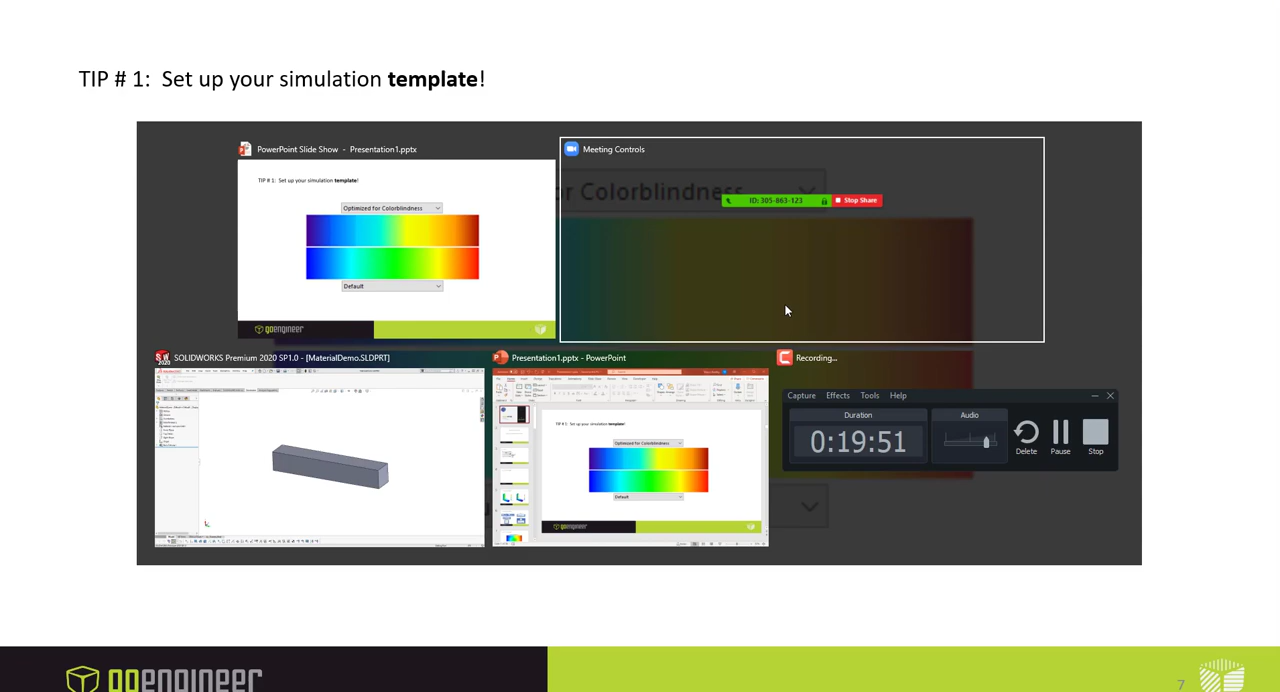 TIP # 1: Set up your simulation template!
PowerPoint Slide Show - Presentation1.pptx
Meeting Controls
TIP # 1: Set up your simulation template!
Optimized for Colorblindness
Default
goengineer
or Colorblindness
ID: 305-863-123
Stop Share
SOLIDWORKS Premium 2020 SP1.0 - [MaterialDemo.SLDPRT]
Presentation1.pptx - PowerPoint
TIP # 1: Set up your simulation template!
Optimized for Colorblindness
Default
goengineer
Recording...
Capture Effects Tools Help
Duration
Audio
0:19:51
Delete Pause Stop
goengineer
7